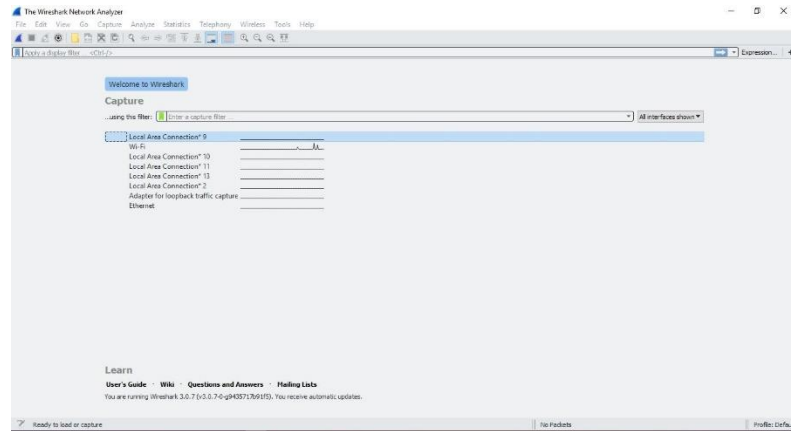 The Wireshark Network Analyzer
File Edit View Go Capture Analyze Statistics Telephony Wireless Tools Help
Apply a display filter ... <Ctrl-/>
Expression... +
Welcome to Wireshark
Capture
...using this filter: Enter a capture filter ...
All interfaces shown
Local Area Connection* 9
Wi-Fi
Local Area Connection* 10
Local Area Connection* 11
Local Area Connection* 13
Local Area Connection* 2
Adapter for loopback traffic capture
Ethernet
Learn
User's Guide · Wiki · Questions and Answers · Mailing Lists
You are running Wireshark 3.0.7 (v3.0.7-0-g9435717b91f5). You receive automatic updates.
Ready to load or capture
No Packets
Profile: Defau